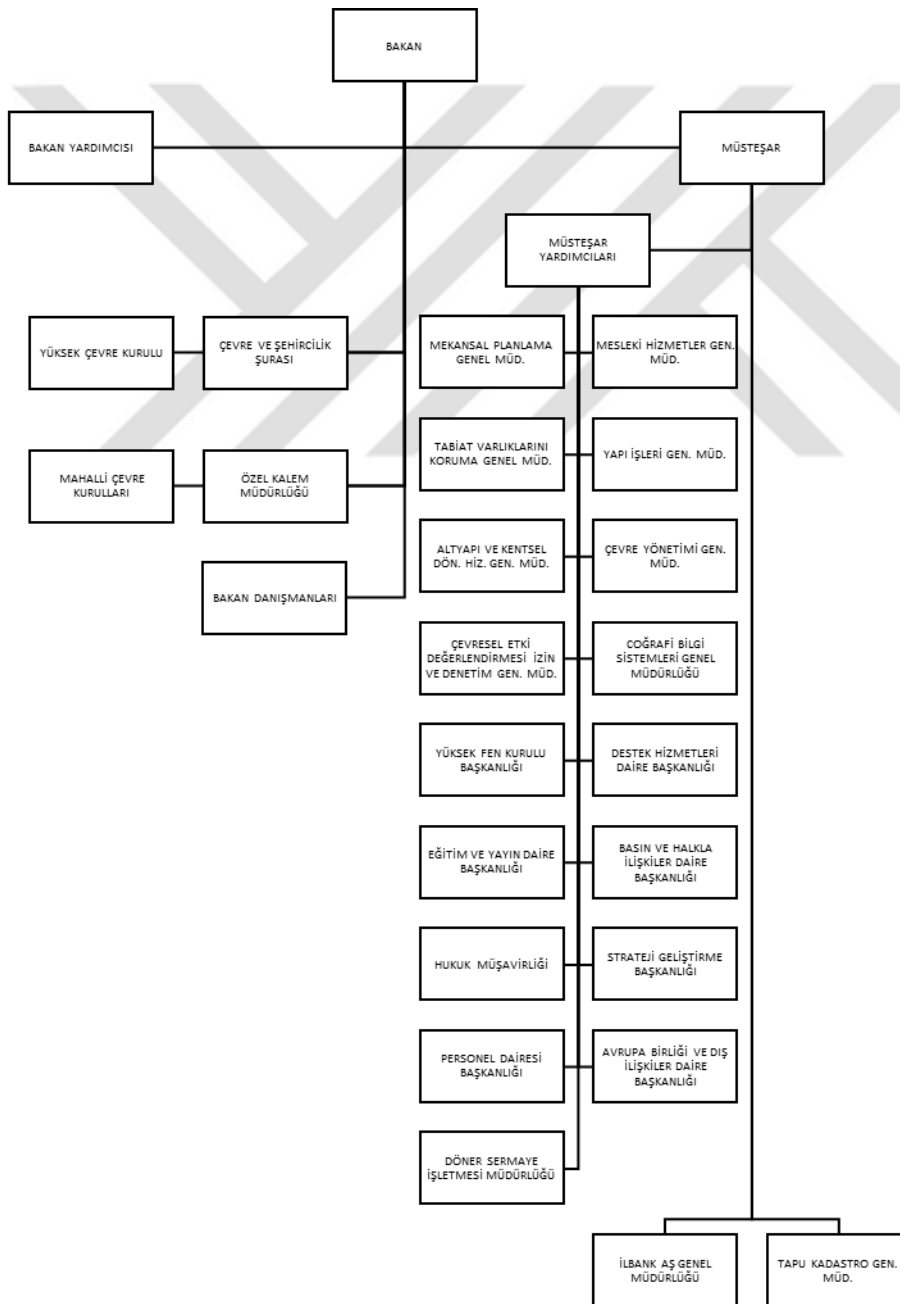 BAKAN
BAKAN YARDIMCISI
MÜSTEŞAR
MÜSTEŞAR
YARDIMCILARI
YÜKSEK ÇEVRE KURULU
ÇEVRE VE ŞEHİRCİLİK
ŞURASI
MEKANSAL PLANLAMA
GENEL MÜD.
MESLEKİ HİZMETLER GEN.
MÜD.
MAHALLİ ÇEVRE
KURULLARI
ÖZEL KALEM
MÜDÜRLÜĞÜ
TABİAT VARLIKLARINI
KORUMA GENEL MÜD.
YAPI İŞLERİ GEN. MÜD.
BAKAN DANIŞMANLARI
ALTYAPI VE KENTSEL
DÖN. HİZ. GEN. MÜD.
ÇEVRE YÖNETİMİ GEN.
MÜD.
ÇEVRESEL ETKİ
DEĞERLENDİRMESİ İZİN
VE DENETİM GEN. MÜD.
COĞRAFİ BİLGİ
SİSTEMLERİ GENEL
MÜDÜRLÜĞÜ
YÜKSEK FEN KURULU
BAŞKANLIĞI
DESTEK HİZMETLERİ
DAİRE BAŞKANLIĞI
EĞİTİM VE YAYIN DAİRE
BAŞKANLIĞI
BASIN VE HALKLA
İLİŞKİLER DAİRE
BAŞKANLIĞI
HUKUK MÜŞAVİRLİĞİ
STRATEJİ GELİŞTİRME
BAŞKANLIĞI
PERSONEL DAİRESİ
BAŞKANLIĞI
AVRUPA BİRLİĞİ VE DIŞ
İLİŞKİLER DAİRE
BAŞKANLIĞI
DÖNER SERMAYE
İŞLETMESİ MÜDÜRLÜĞÜ
İLBANK AŞ GENEL
MÜDÜRLÜĞÜ
TAPU KADASTRO GEN.
MÜD.